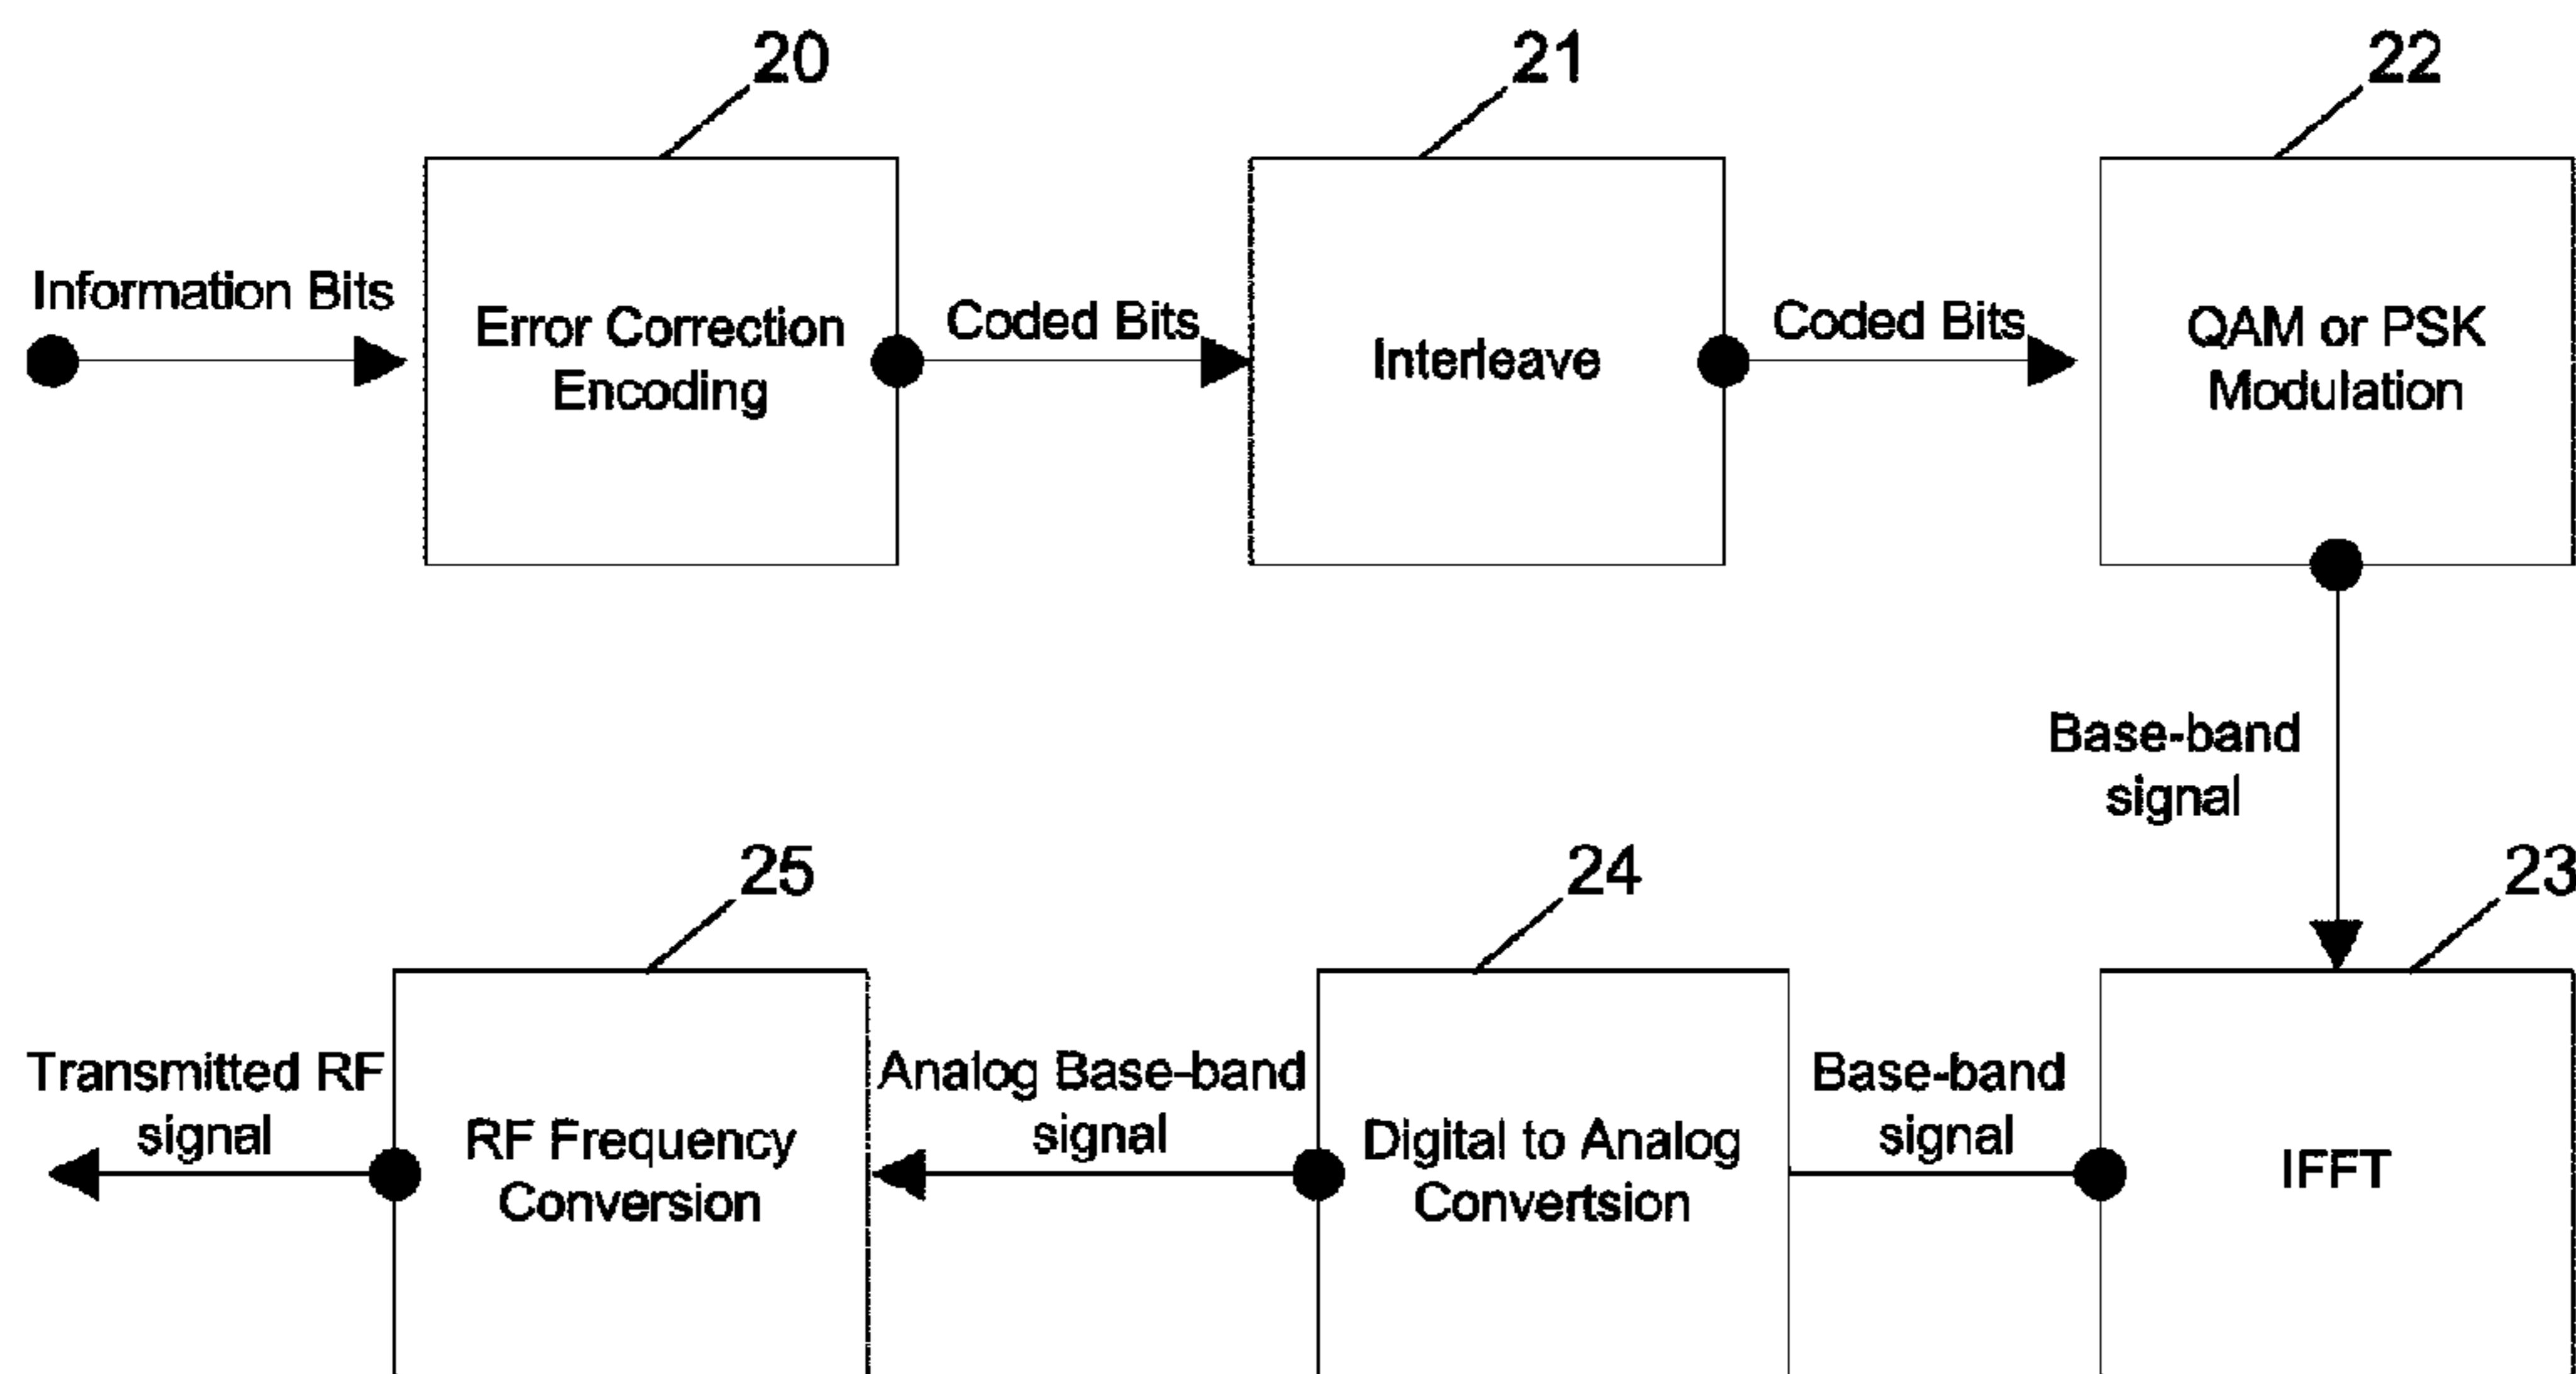 20
21
22
Information Bits
Error Correction
Encoding
Coded Bits
Interleave
Coded Bits
QAM or PSK
Modulation
Base-band
signal
25
24
23
Transmitted RF
signal
RF Frequency
Conversion
Analog Base-band
signal
Digital to Analog
Convertsion
Base-band
signal
IFFT